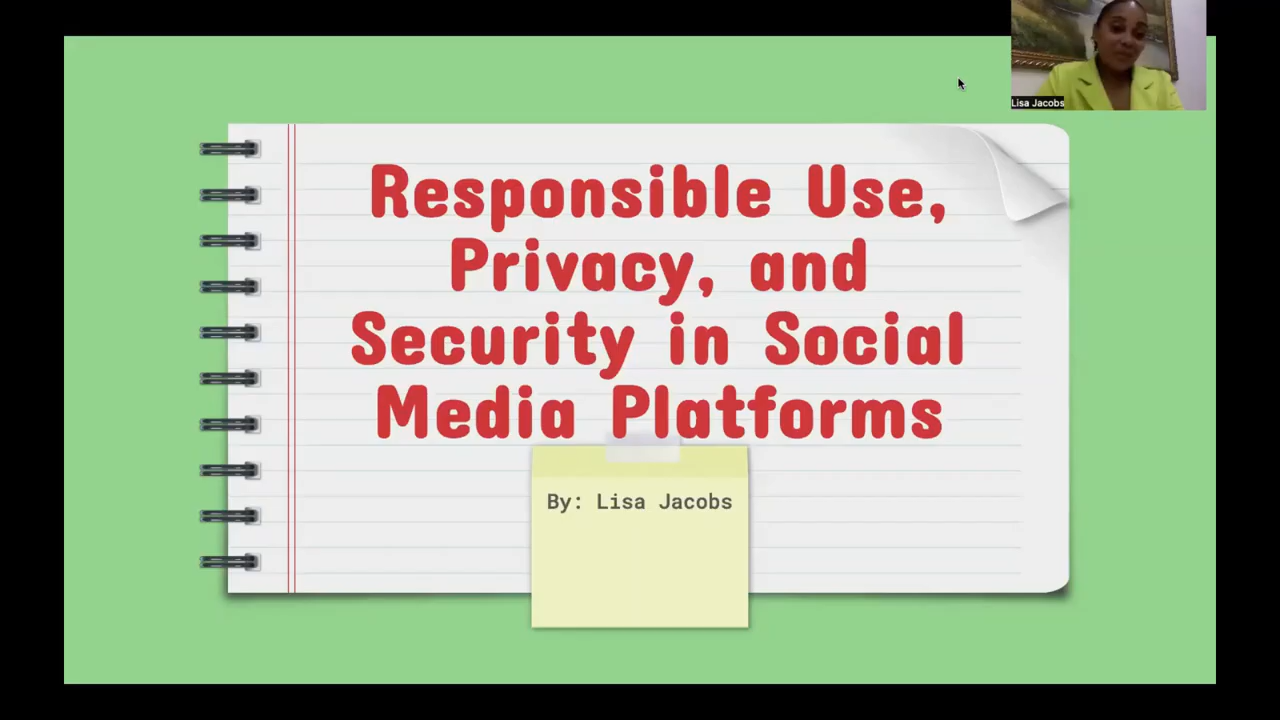 Lisa Jacobs
Responsible Use,
Privacy, and
Security in Social
Media Platforms
By: Lisa Jacobs